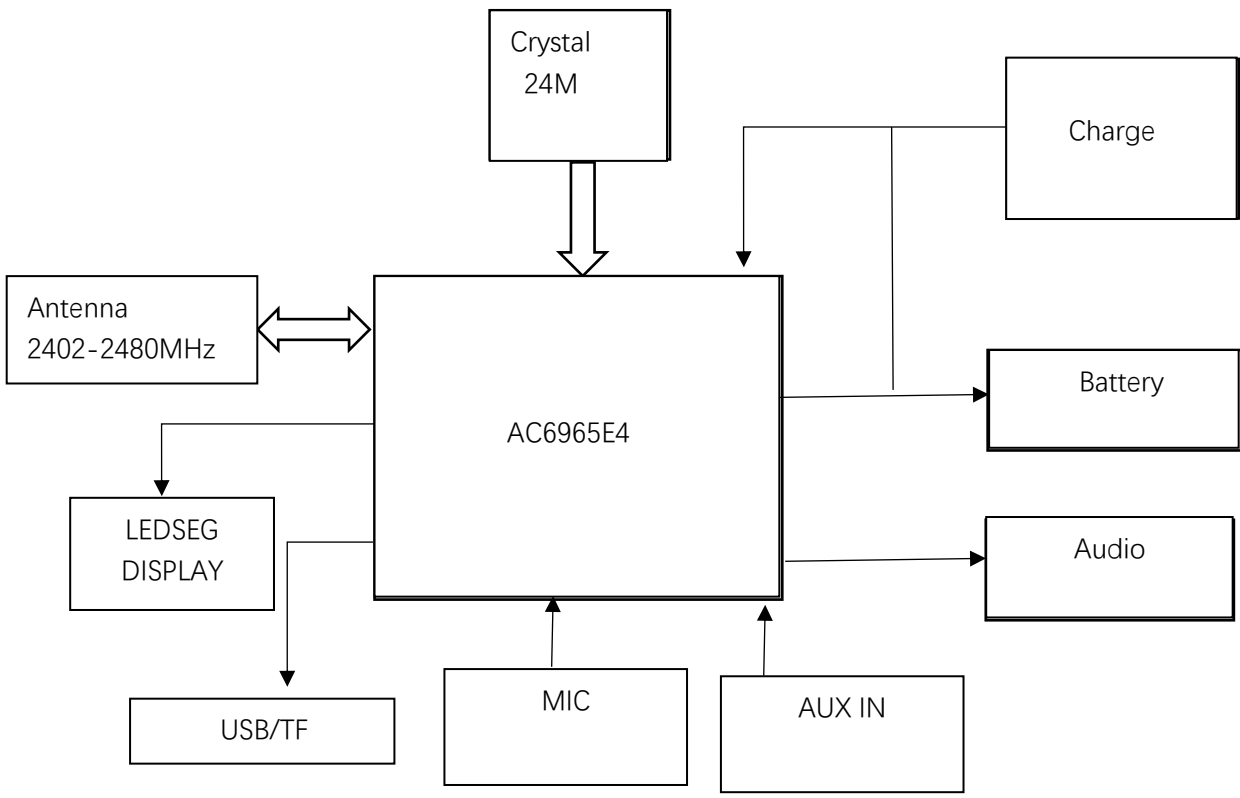 Crystal
24M
Charge
Antenna
2402-2480MHz
Battery
AC6965E4
LEDSEG
DISPLAY
Audio
MIC
AUX IN
USB/TF